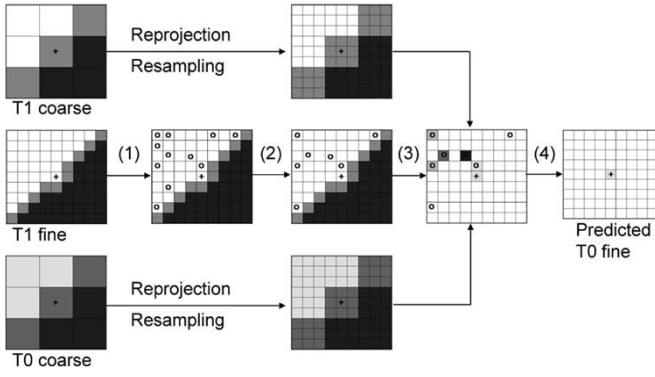 Reprojection
Resampling
T1 coarse
(1)
(2)
(3)
(4)
T1 fine
Predicted
T0 fine
Reprojection
Resampling
T0 coarse